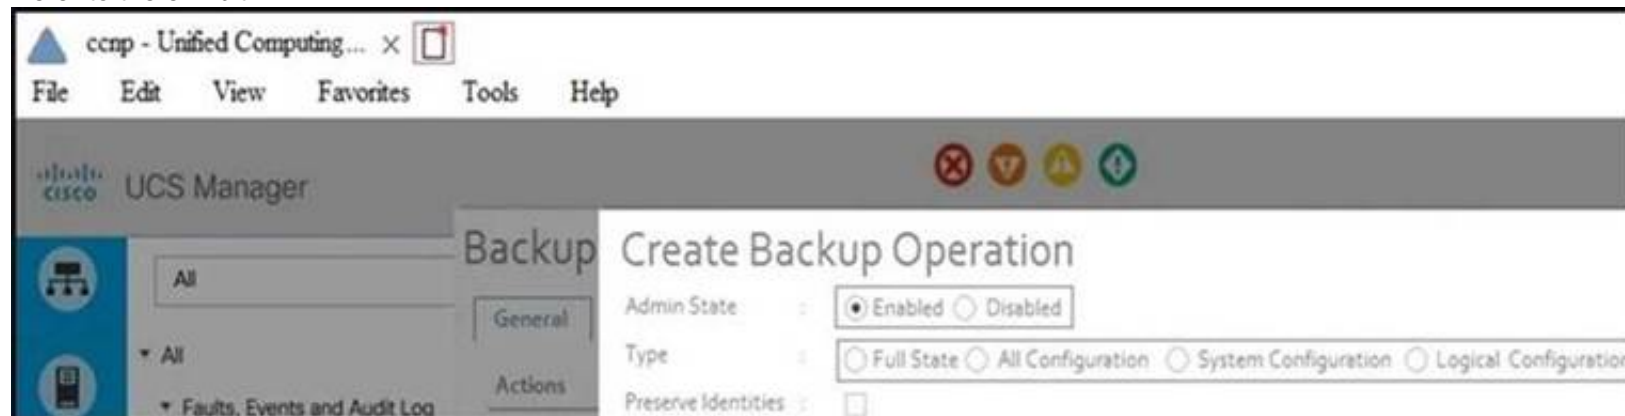 ccnp - Unified Computing...
File Edit View Favorites Tools Help
cisco UCS Manager
All
All
Faults, Events and Audit Log
Backup
General
Actions
Create Backup Operation
Admin State : Enabled Disabled
Type : Full State All Configuration System Configuration Logical Configuration
Preserve Identities :